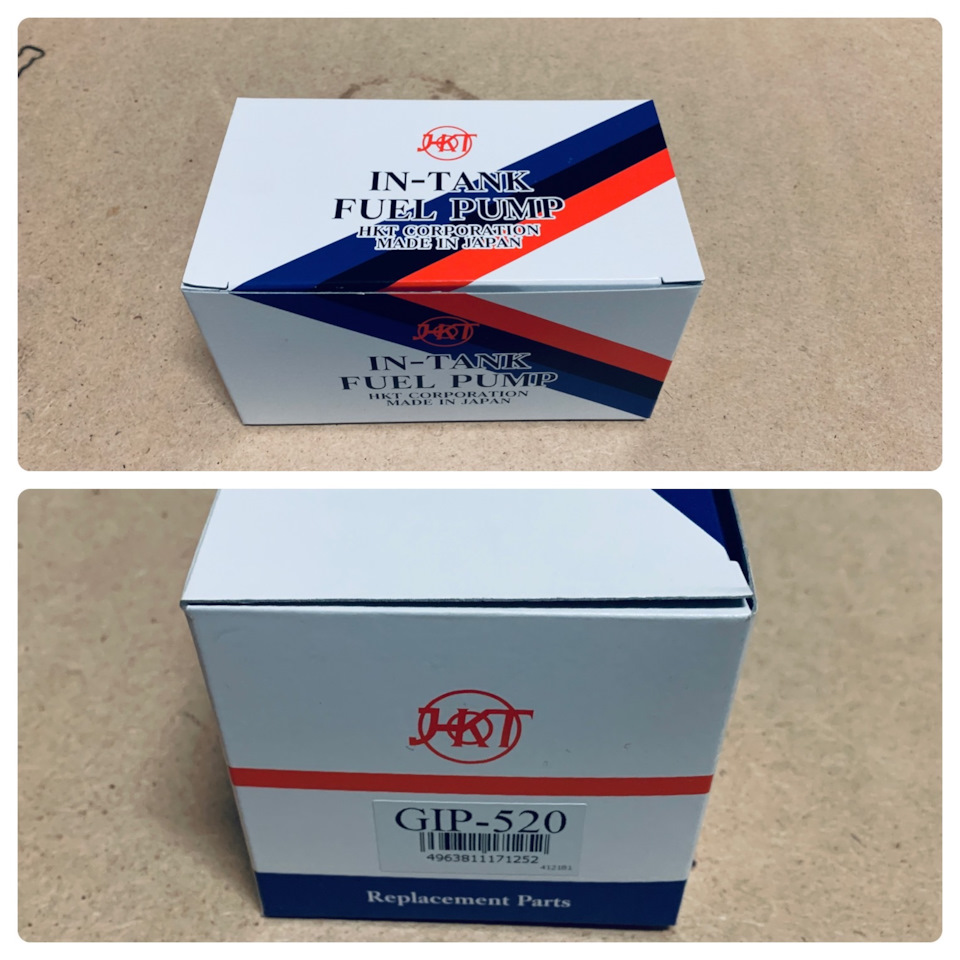 HKT
IN-TANK
FUEL PUMP
HKT CORPORATION
MADE IN JAPAN
HKT
IN-TANK
FUEL PUMP
HKT CORPORATION
MADE IN JAPAN
HKT
GIP-520
4963811171252
4123R1
Replacement Parts